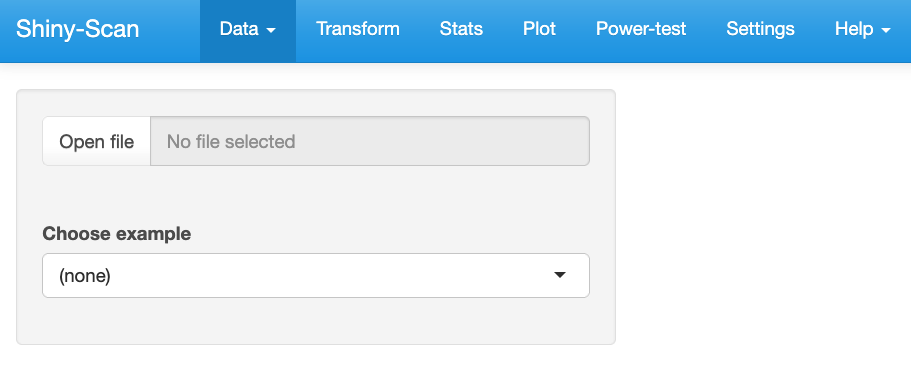 Shiny-Scan Data Transform Stats Plot Power-test Settings Help
Open file No file selected
Choose example
(none)